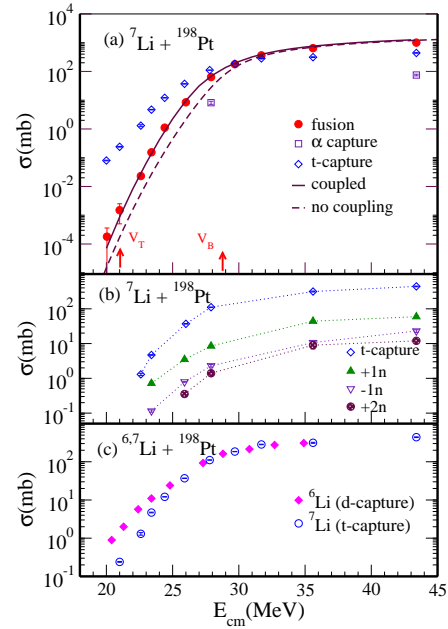 (a) ⁷Li + ¹⁹⁸Pt
10⁴
10²
10⁰
10⁻²
10⁻⁴
σ(mb)
fusion
α capture
t-capture
coupled
no coupling
V_T
V_B
(b) ⁷Li + ¹⁹⁸Pt
10²
10¹
10⁰
10⁻¹
σ(mb)
t-capture
+1n
-1n
+2n
(c) ⁶,⁷Li + ¹⁹⁸Pt
10²
10¹
10⁰
10⁻¹
σ(mb)
⁶Li (d-capture)
⁷Li (t-capture)
15 20 25 30 35 40 45
E_cm(MeV)